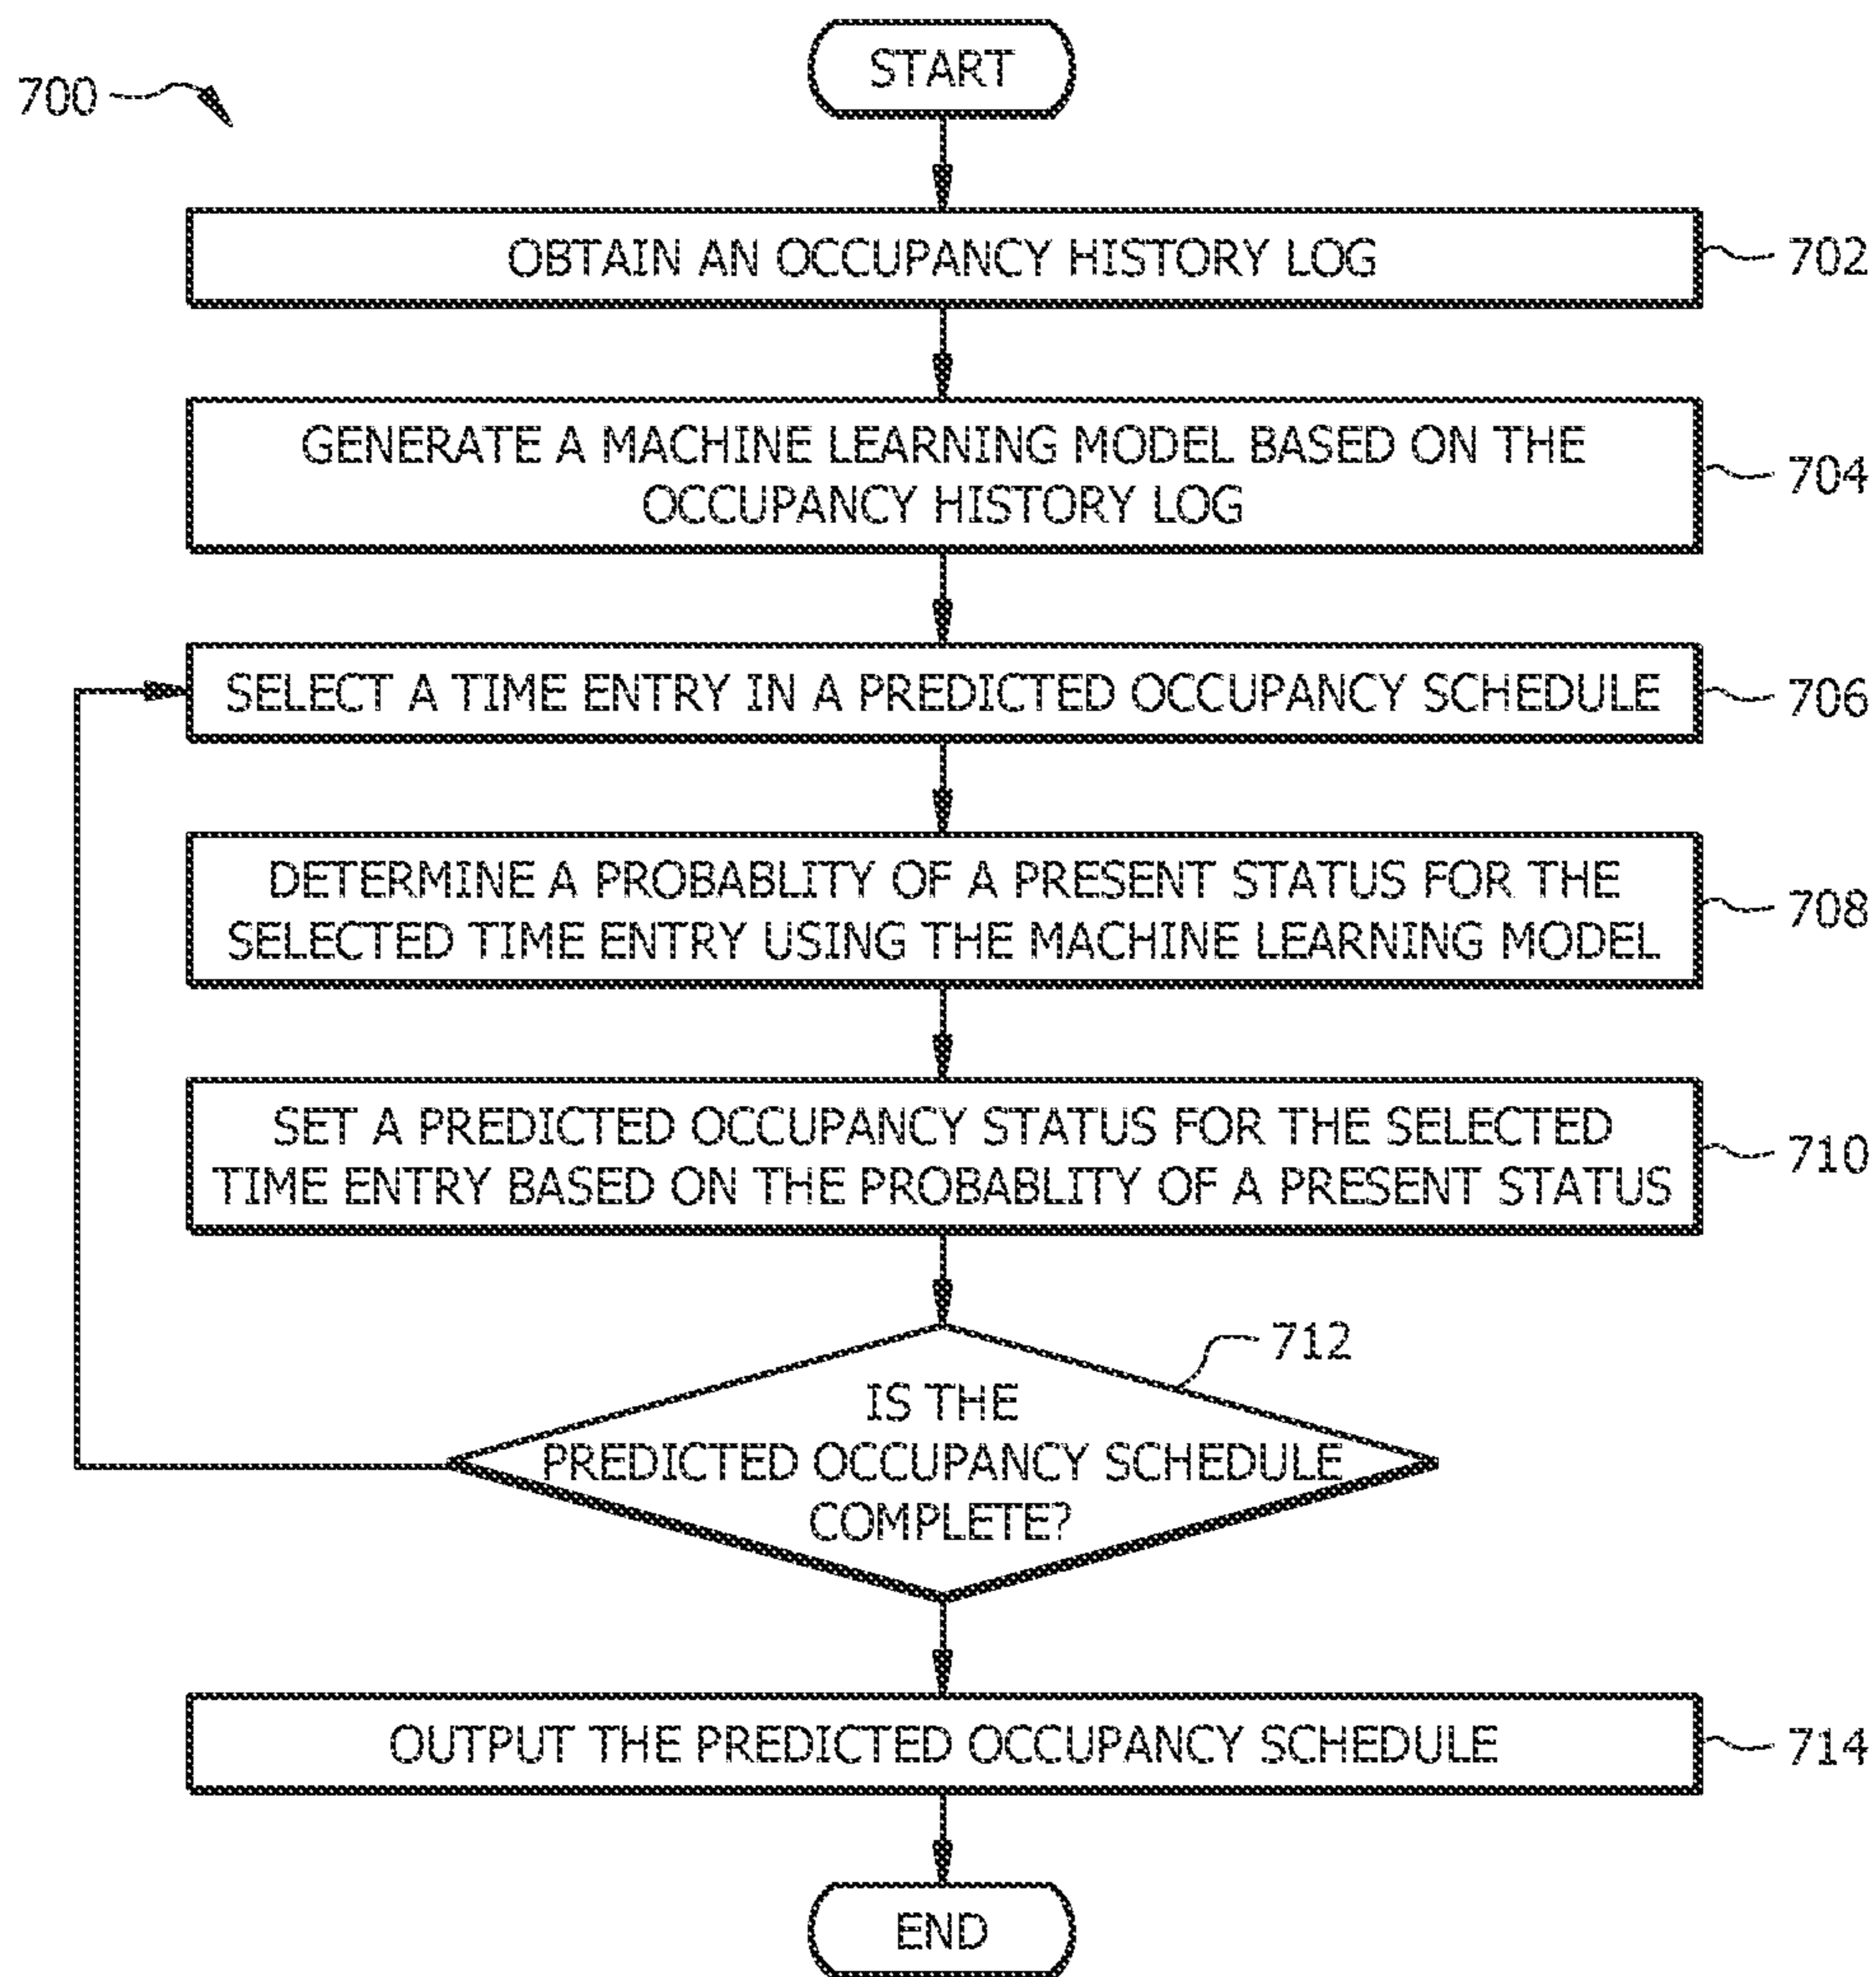 START
700
OBTAIN AN OCCUPANCY HISTORY LOG
702
GENERATE A MACHINE LEARNING MODEL BASED ON THE
OCCUPANCY HISTORY LOG
704
SELECT A TIME ENTRY IN A PREDICTED OCCUPANCY SCHEDULE
706
DETERMINE A PROBABLITY OF A PRESENT STATUS FOR THE
SELECTED TIME ENTRY USING THE MACHINE LEARNING MODEL
708
SET A PREDICTED OCCUPANCY STATUS FOR THE SELECTED
TIME ENTRY BASED ON THE PROBABLITY OF A PRESENT STATUS
710
712
IS THE
PREDICTED OCCUPANCY SCHEDULE
COMPLETE?
OUTPUT THE PREDICTED OCCUPANCY SCHEDULE
714
END